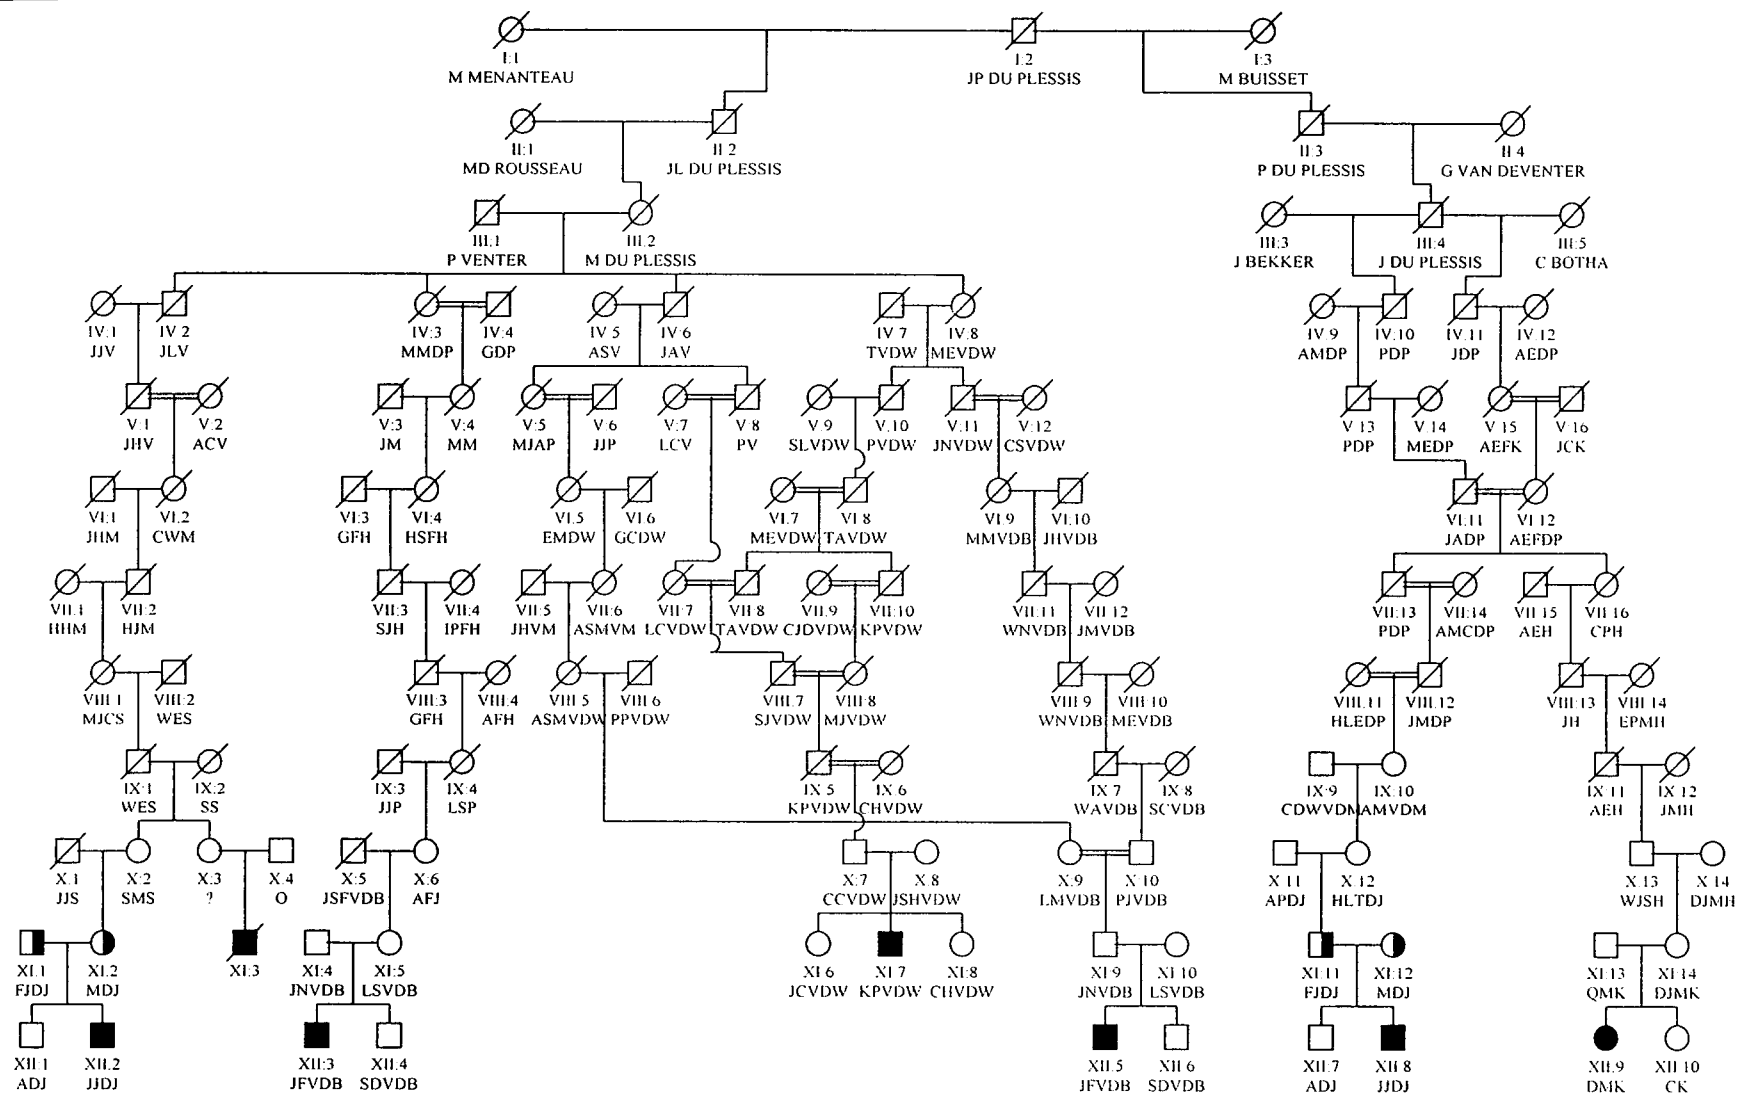 I:1 I:2 I:3
M MENANTEAU JP DU PLESSIS M BUISSET
II:1 II:2 II:3 II:4
MD ROUSSEAU JL DU PLESSIS P DU PLESSIS G VAN DEVENTER
III:1 III:2 III:3 III:4 III:5
P VENTER M DU PLESSIS J BEKKER J DU PLESSIS C BOTHA
IV:1 IV:2 IV:3 IV:4 IV:5 IV:6 IV:7 IV:8 IV:9 IV:10 IV:11 IV:12
JJV JLV MMDP GDP ASV JAV TVDW MEVDW AMDP PDP JDP AEDP
V:1 V:2 V:3 V:4 V:5 V:6 V:7 V:8 V:9 V:10 V:11 V:12 V:13 V:14 V:15 V:16
JHV ACV JM MM MJAP JJP LCV PV SLVDW PVDW JNVDW CSVDW PDP MEDP AEFK JCK
VI:1 VI:2 VI:3 VI:4 VI:5 VI:6 VI:7 VI:8 VI:9 VI:10 VI:11 VI:12
JHM CWM GFH HSFH EMDW GCDW MEVDW TAVDW MMVDB JHVDB JADP AEFDP
VII:1 VII:2 VII:3 VII:4 VII:5 VII:6 VII:7 VII:8 VII:9 VII:10 VII:11 VII:12 VII:13 VII:14 VII:15 VII:16
HHM HJM SJH IPFH JHVM ASMVM LCVDW TAVDW CJDVDW KPVDW WNVDB JMVDB PDP AMCDP AEH CPH
VIII:1 VIII:2 VIII:3 VIII:4 VIII:5 VIII:6 VIII:7 VIII:8 VIII:9 VIII:10 VIII:11 VIII:12 VIII:13 VIII:14
MJCS WES GFH AFH ASMVDW PPVDW SJVDW MJVDW WNVDB MEVDB HLEDP JMDP JH EPMH
IX:1 IX:2 IX:3 IX:4 IX:5 IX:6 IX:7 IX:8 IX:9 IX:10 IX:11 IX:12
WES SS JJP LSP KPVDW CHVDW WAVDB SCVDB CDWVDM AMVDM AEH JMH
X:1 X:2 X:3 X:4 X:5 X:6 X:7 X:8 X:9 X:10 X:11 X:12 X:13 X:14
JJS SMS ? O JSFVDB AFJ CCVDW JSHVDW LMVDB PJVDB APDJ HLTDJ WJSH DJMH
XI:1 XI:2 XI:3 XI:4 XI:5 XI:6 XI:7 XI:8 XI:9 XI:10 XI:11 XI:12 XI:13 XI:14
FJDJ MDJ JNVDB LSVDB JCVDW KPVDW CHVDW JNVDB LSVDB FJDJ MDJ QMK DJMK
XII:1 XII:2 XII:3 XII:4 XII:5 XII:6 XII:7 XII:8 XII:9 XII:10
ADJ JJDJ JFVDB SDVDB JFVDB SDVDB ADJ JJDJ DMK CK